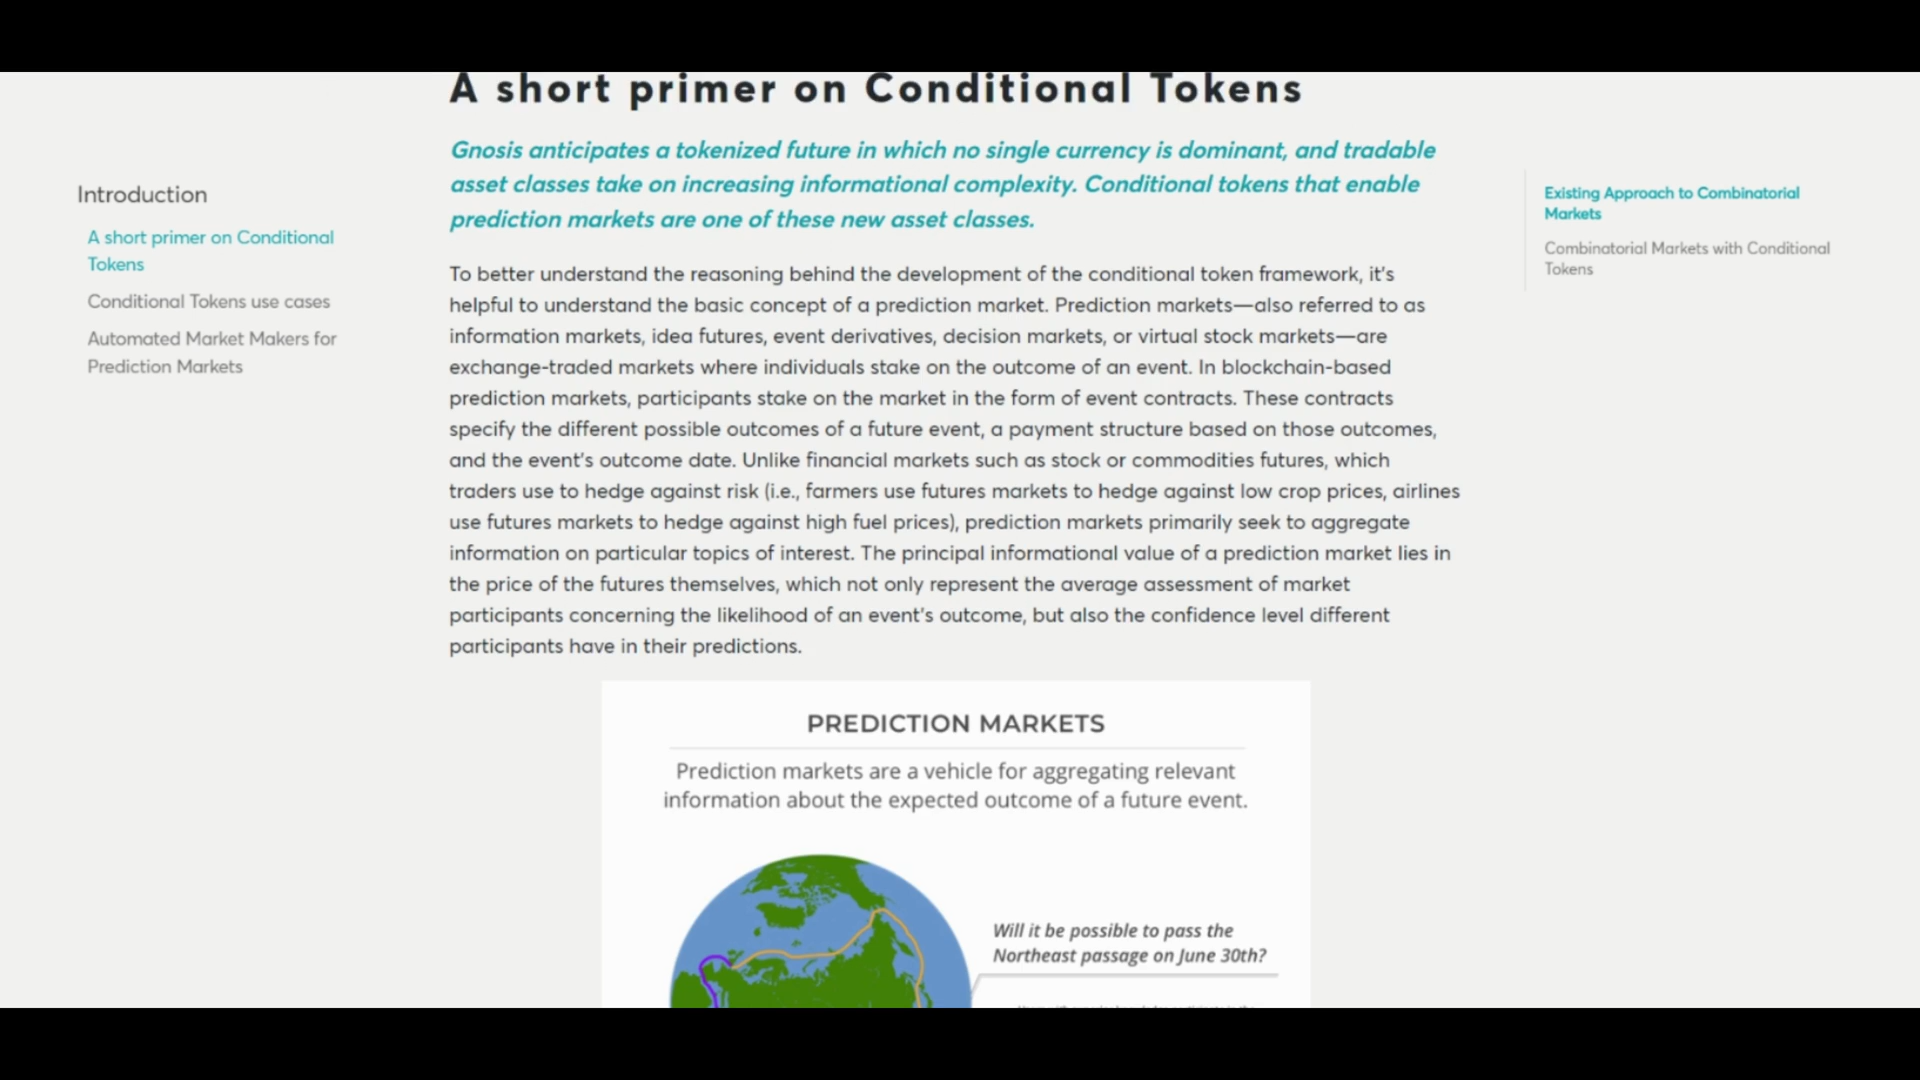 A short primer on Conditional Tokens
Gnosis anticipates a tokenized future in which no single currency is dominant, and tradable
asset classes take on increasing informational complexity. Conditional tokens that enable
prediction markets are one of these new asset classes.
Introduction
A short primer on Conditional
Tokens
Conditional Tokens use cases
Automated Market Makers for
Prediction Markets
Existing Approach to Combinatorial
Markets
Combinatorial Markets with Conditional
Tokens
To better understand the reasoning behind the development of the conditional token framework, it's
helpful to understand the basic concept of a prediction market. Prediction markets—also referred to as
information markets, idea futures, event derivatives, decision markets, or virtual stock markets—are
exchange-traded markets where individuals stake on the outcome of an event. In blockchain-based
prediction markets, participants stake on the market in the form of event contracts. These contracts
specify the different possible outcomes of a future event, a payment structure based on those outcomes,
and the event's outcome date. Unlike financial markets such as stock or commodities futures, which
traders use to hedge against risk (i.e., farmers use futures markets to hedge against low crop prices, airlines
use futures markets to hedge against high fuel prices), prediction markets primarily seek to aggregate
information on particular topics of interest. The principal informational value of a prediction market lies in
the price of the futures themselves, which not only represent the average assessment of market
participants concerning the likelihood of an event's outcome, but also the confidence level different
participants have in their predictions.
PREDICTION MARKETS
Prediction markets are a vehicle for aggregating relevant
information about the expected outcome of a future event.
Will it be possible to pass the
Northeast passage on June 30th?